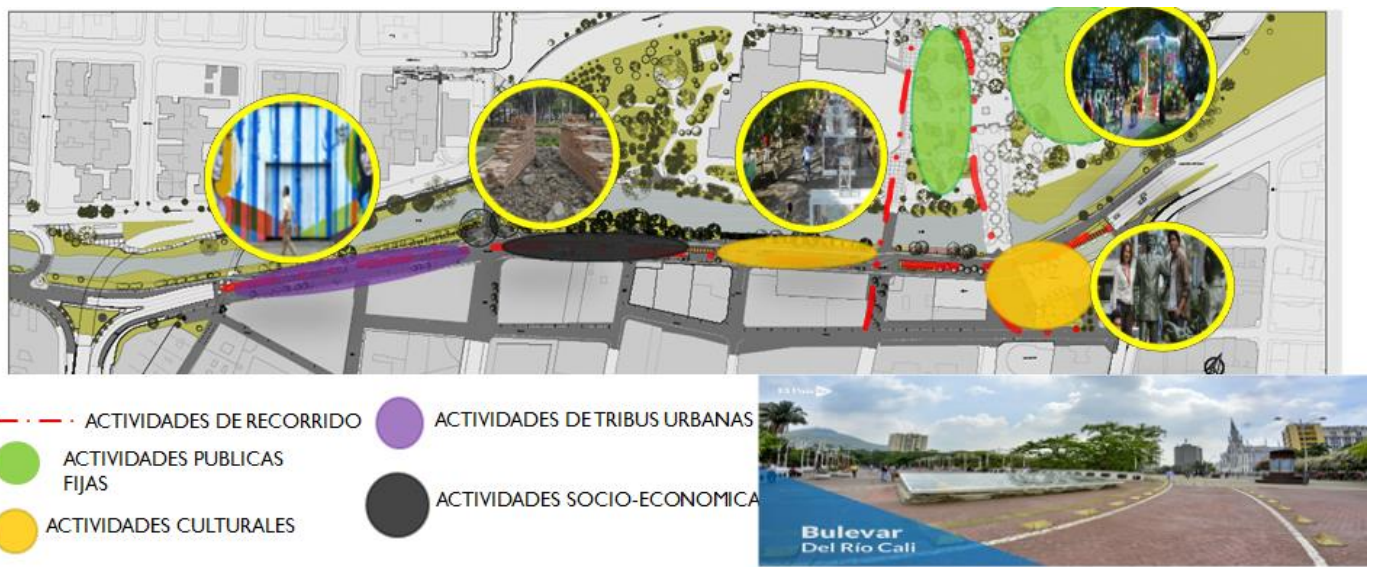 ACTIVIDADES DE RECORRIDO
ACTIVIDADES PUBLICAS
FIJAS
ACTIVIDADES CULTURALES
ACTIVIDADES DE TRIBUS URBANAS
ACTIVIDADES SOCIO-ECONOMICA
Bulevar
Del Río Cali